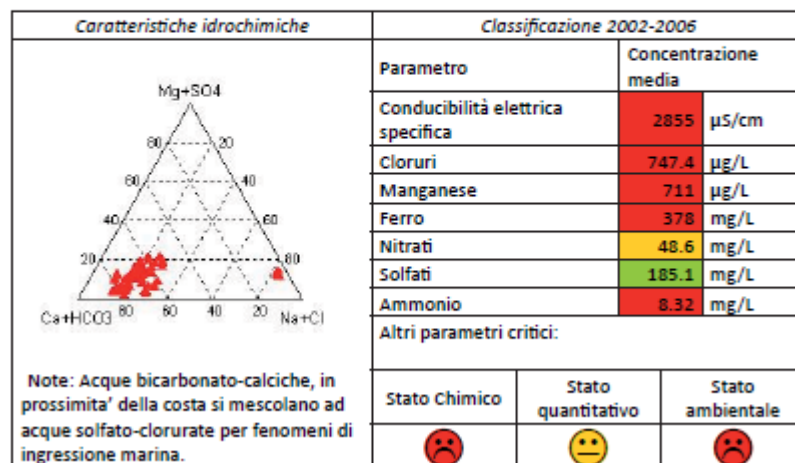 Caratteristiche idrochimiche
Mg+SO4
80 20
60 40
40 60
20 80
Ca+HCO3 80 60 40 20 Na+Cl
Note: Acque bicarbonato-calciche, in
prossimita' della costa si mescolano ad
acque solfato-clorurate per fenomeni di
ingressione marina.
Classificazione 2002-2006
Parametro Concentrazione
media
Conducibilità elettrica
specifica 2855 µS/cm
Cloruri 747.4 µg/L
Manganese 711 µg/L
Ferro 378 mg/L
Nitrati 48.6 mg/L
Solfati 185.1 mg/L
Ammonio 8.32 mg/L
Altri parametri critici:
Stato Chimico Stato
quantitativo Stato
ambientale